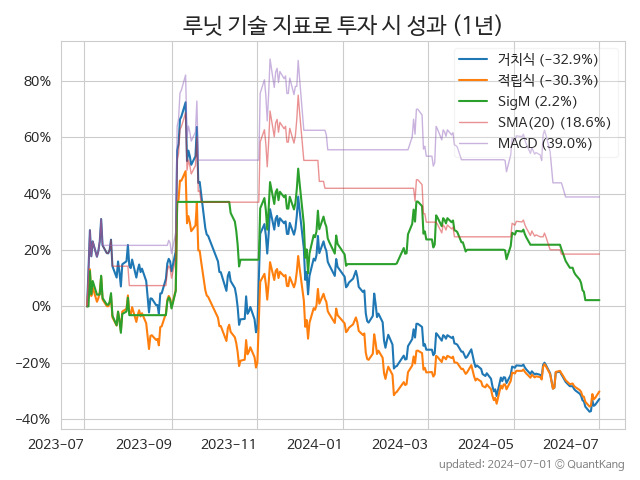 루닛 기술 지표로 투자 시 성과 (1년)
거치식 (−32.9%)
적립식 (−30.3%)
SigM (2.2%)
SMA(20) (18.6%)
MACD (39.0%)
80%
60%
40%
20%
0%
−20%
−40%
2023-07 2023-09 2023-11 2024-01 2024-03 2024-05 2024-07
updated: 2024-07-01 © QuantKang